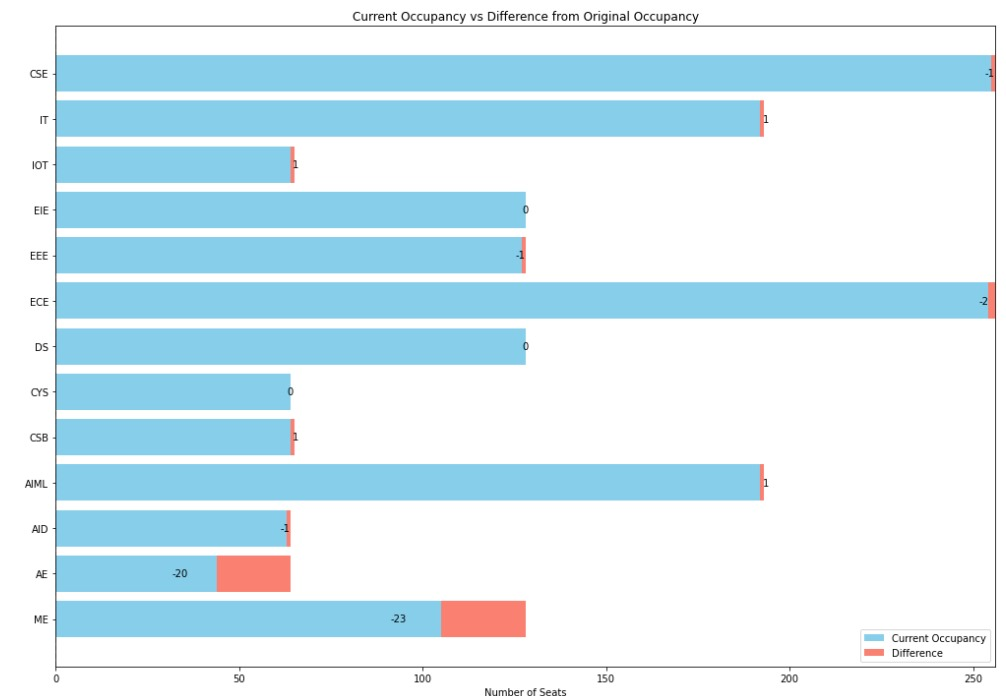 Current Occupancy vs Difference from Original Occupancy
CSE
-1
IT
1
IOT
1
EIE
0
EEE
-1
ECE
-2
DS
0
CYS
0
CSB
1
AIML
1
AID
-1
AE
-20
ME
-23
Current Occupancy
Difference
0 50 100 150 200 250
Number of Seats